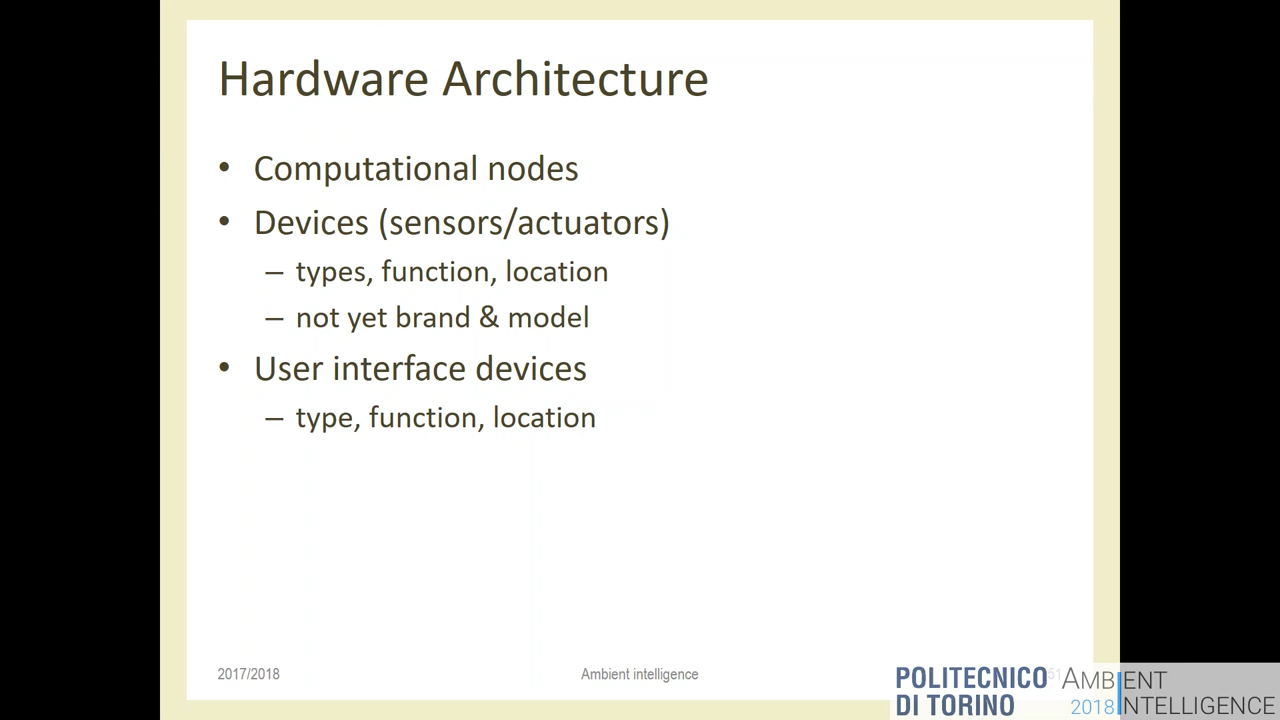 Hardware Architecture
• Computational nodes
• Devices (sensors/actuators)
– types, function, location
– not yet brand & model
• User interface devices
– type, function, location
2017/2018
Ambient intelligence
51
POLITECNICO
DI TORINO
AMBIENT
2018 INTELLIGENCE